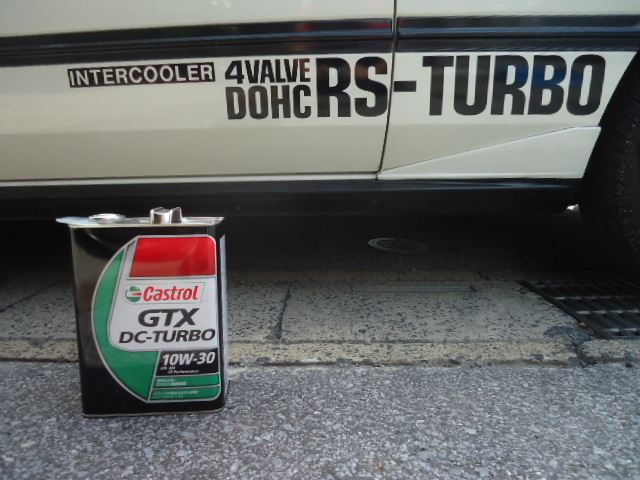 INTERCOOLER
4VALVE
DOHC RS-TURBO
Castrol
GTX
DC-TURBO
10W-30